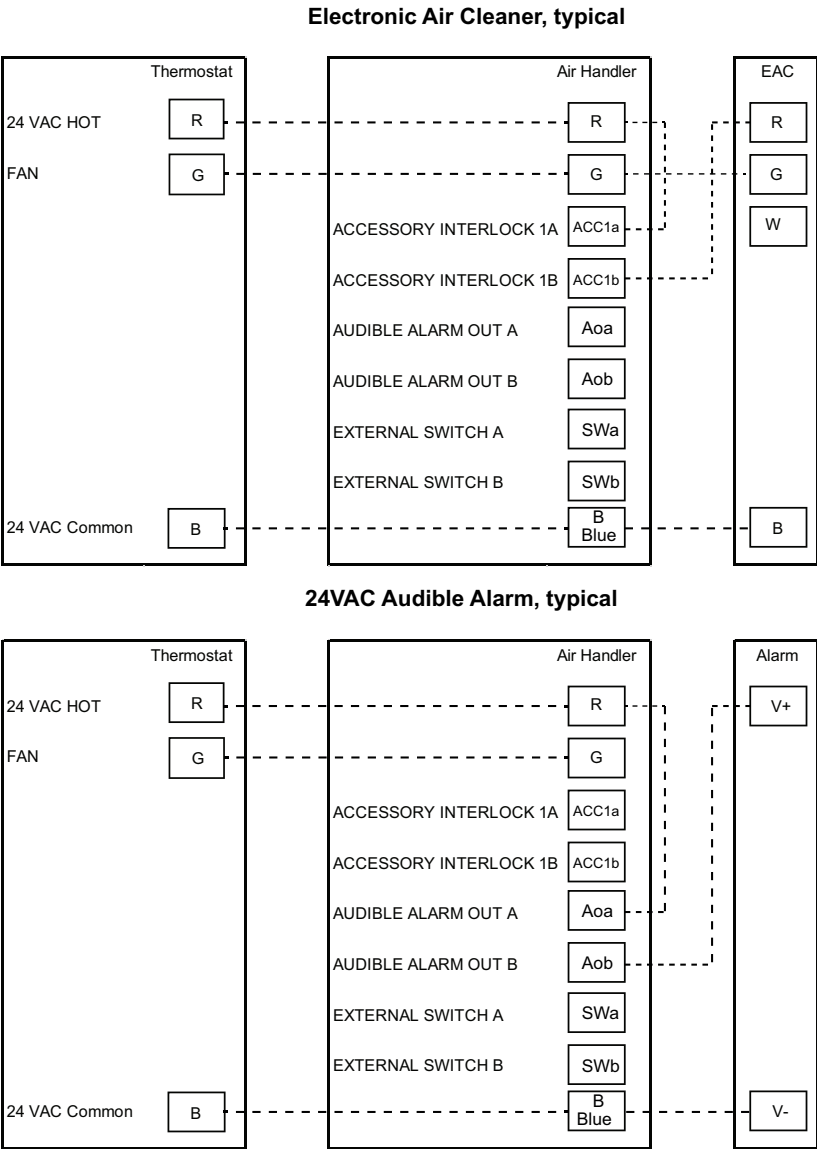 Electronic Air Cleaner, typical
Thermostat Air Handler EAC
24 VAC HOT R R R
FAN G G G
ACCESSORY INTERLOCK 1A ACC1a W
ACCESSORY INTERLOCK 1B ACC1b
AUDIBLE ALARM OUT A Aoa
AUDIBLE ALARM OUT B Aob
EXTERNAL SWITCH A SWa
EXTERNAL SWITCH B SWb
24 VAC Common B B Blue B
24VAC Audible Alarm, typical
Thermostat Air Handler Alarm
24 VAC HOT R R V+
FAN G G
ACCESSORY INTERLOCK 1A ACC1a
ACCESSORY INTERLOCK 1B ACC1b
AUDIBLE ALARM OUT A Aoa
AUDIBLE ALARM OUT B Aob
EXTERNAL SWITCH A SWa
EXTERNAL SWITCH B SWb
24 VAC Common B B Blue V-